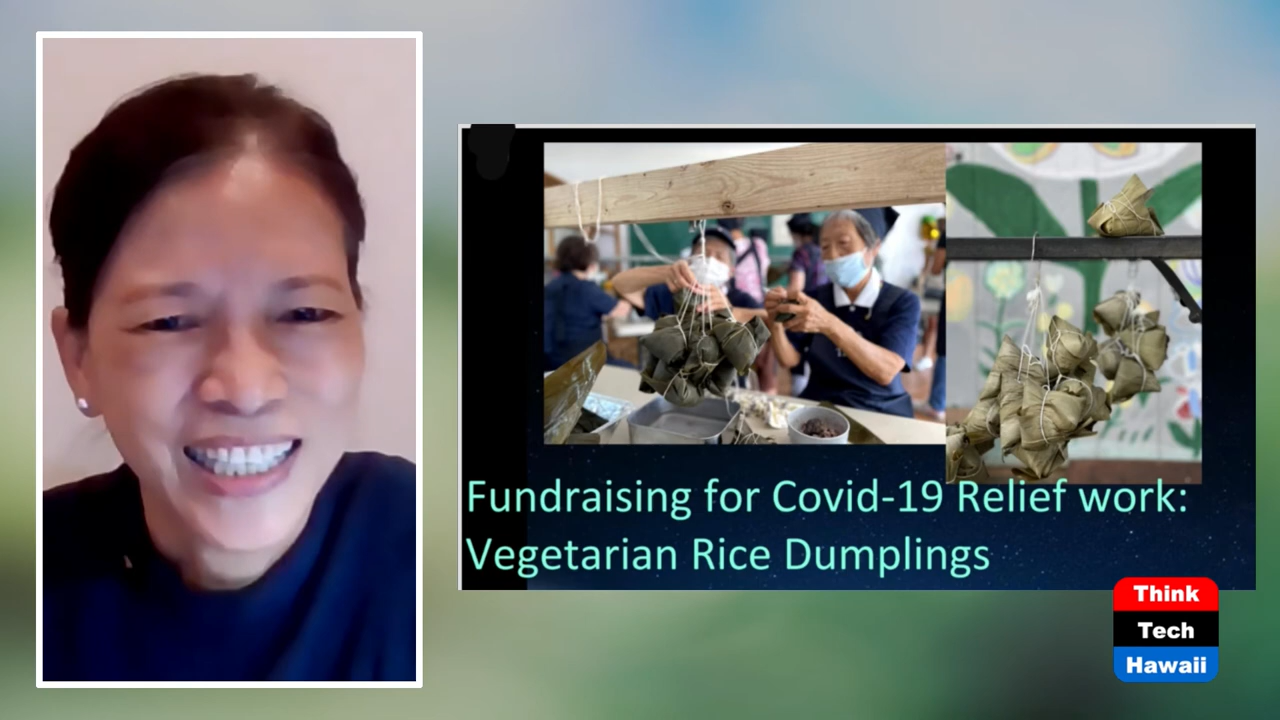 Fundraising for Covid-19 Relief work:
Vegetarian Rice Dumplings
Think
Tech
Hawaii